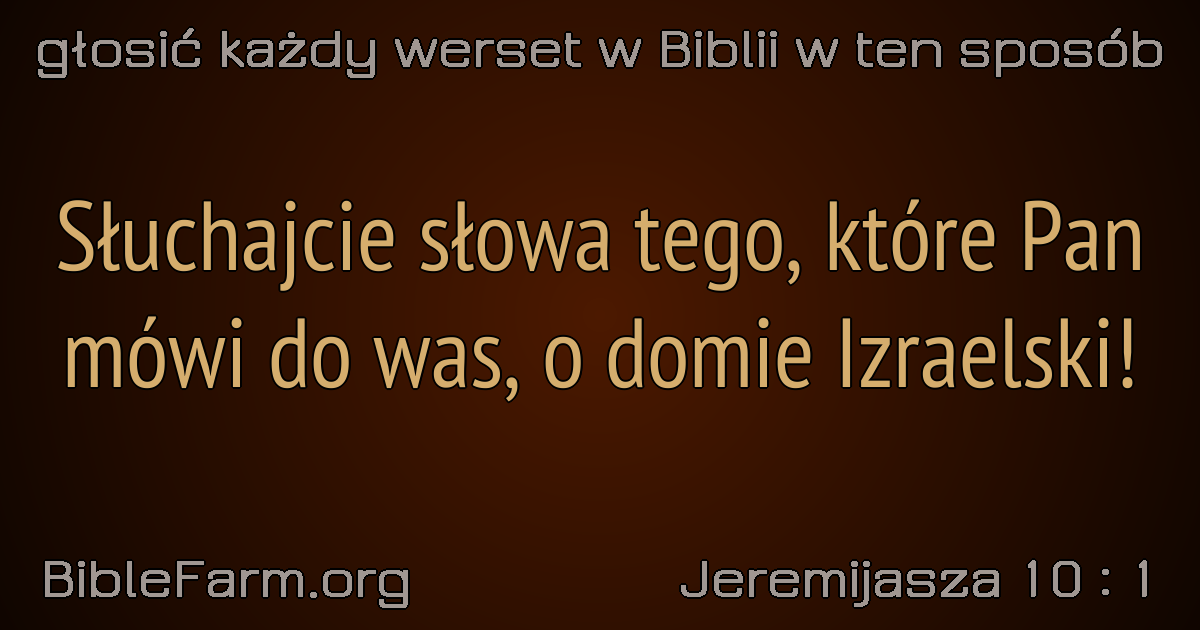 głosić każdy werset w Biblii w ten sposób
Słuchajcie słowa tego, które Pan
mówi do was, o domie Izraelski!
BibleFarm.org
Jeremijasza 10 : 1